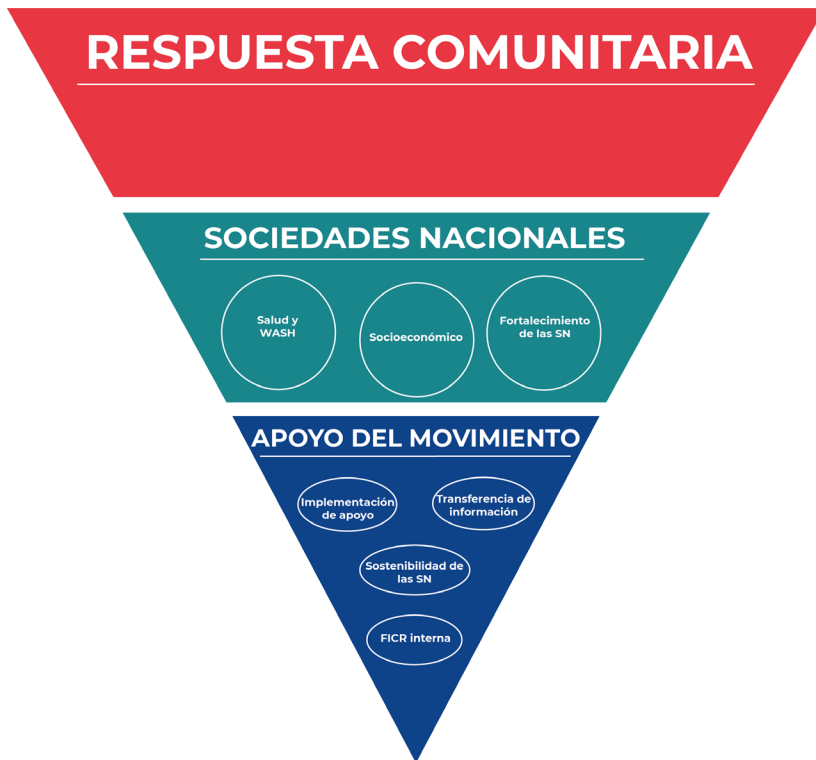 RESPUESTA COMUNITARIA
SOCIEDADES NACIONALES
Salud y
WASH
Socioeconómico
Fortalecimiento
de las SN
APOYO DEL MOVIMIENTO
Implementación
de apoyo
Transferencia de
información
Sostenibilidad de
las SN
FICR interna